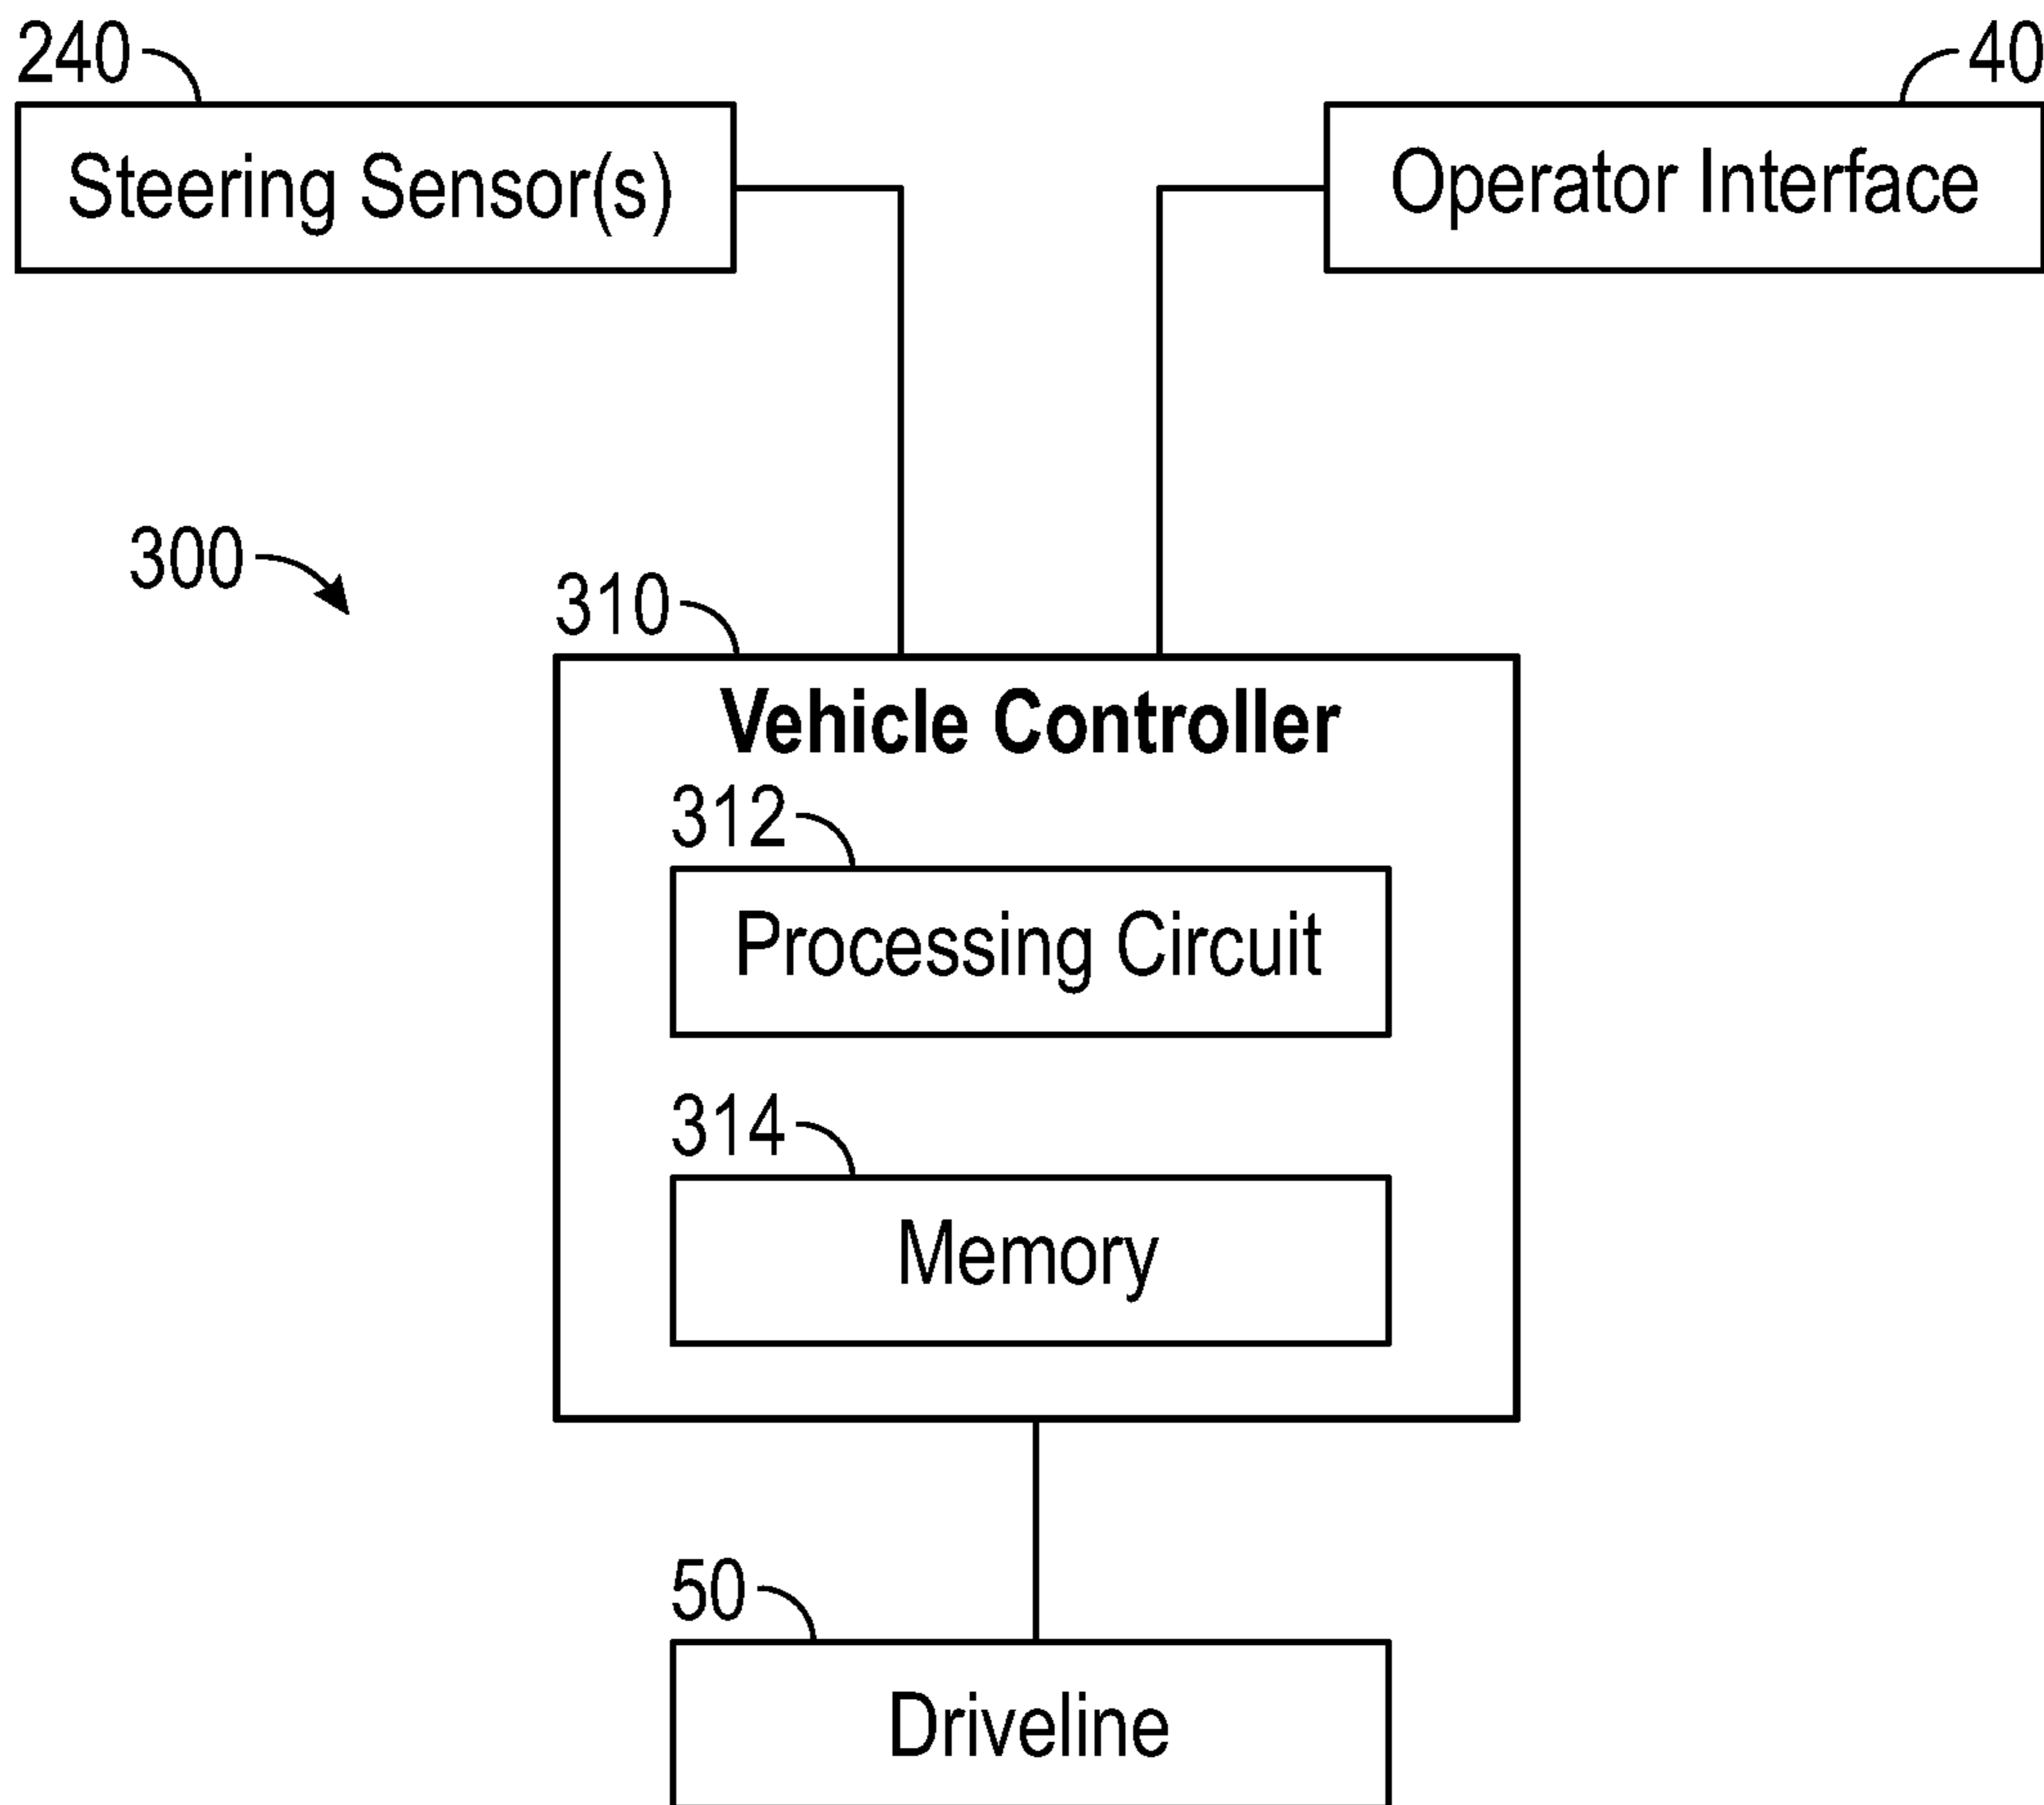 240
40
Steering Sensor(s)
Operator Interface
300
310
Vehicle Controller
312
Processing Circuit
314
Memory
50
Driveline